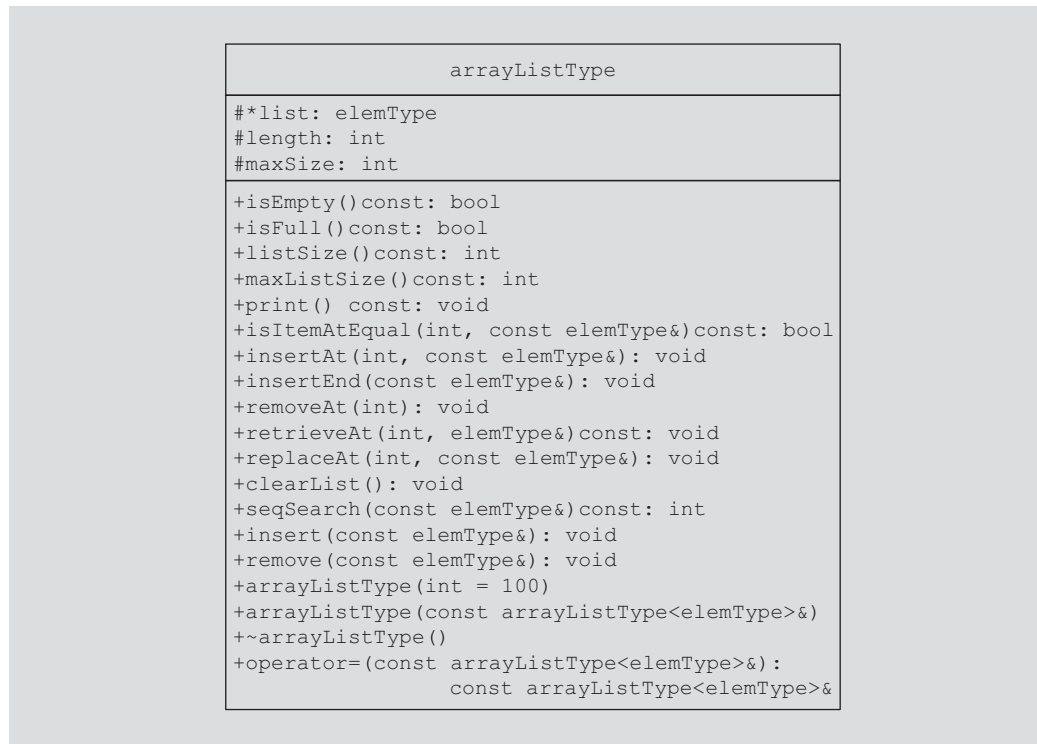 arrayListType
#*list: elemType
#length: int
#maxSize: int
+isEmpty()const: bool
+isFull()const: bool
+listSize()const: int
+maxListSize()const: int
+print() const: void
+isItemAtEqual(int, const elemType&)const: bool
+insertAt(int, const elemType&): void
+insertEnd(const elemType&): void
+removeAt(int): void
+retrieveAt(int, elemType&)const: void
+replaceAt(int, const elemType&): void
+clearList(): void
+seqSearch(const elemType&)const: int
+insert(const elemType&): void
+remove(const elemType&): void
+arrayListType(int = 100)
+arrayListType(const arrayListType<elemType>&)
+~arrayListType()
+operator=(const arrayListType<elemType>&):
const arrayListType<elemType>&